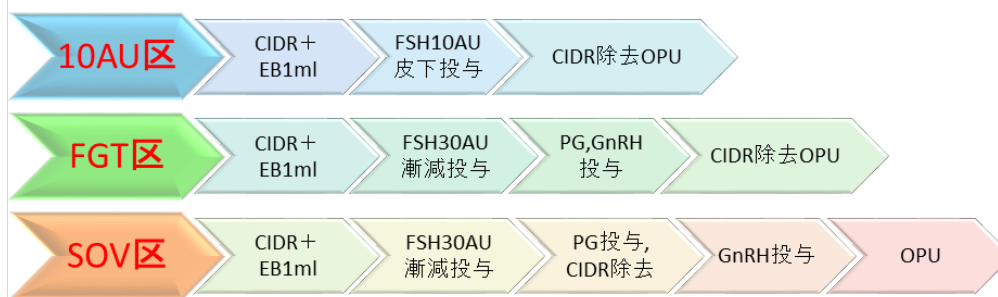 10AU区
CIDR＋
EB1ml
FSH10AU
皮下投与
CIDR除去OPU
FGT区
CIDR＋
EB1ml
FSH30AU
漸減投与
PG,GnRH
投与
CIDR除去OPU
SOV区
CIDR＋
EB1ml
FSH30AU
漸減投与
PG投与,
CIDR除去
GnRH投与
OPU